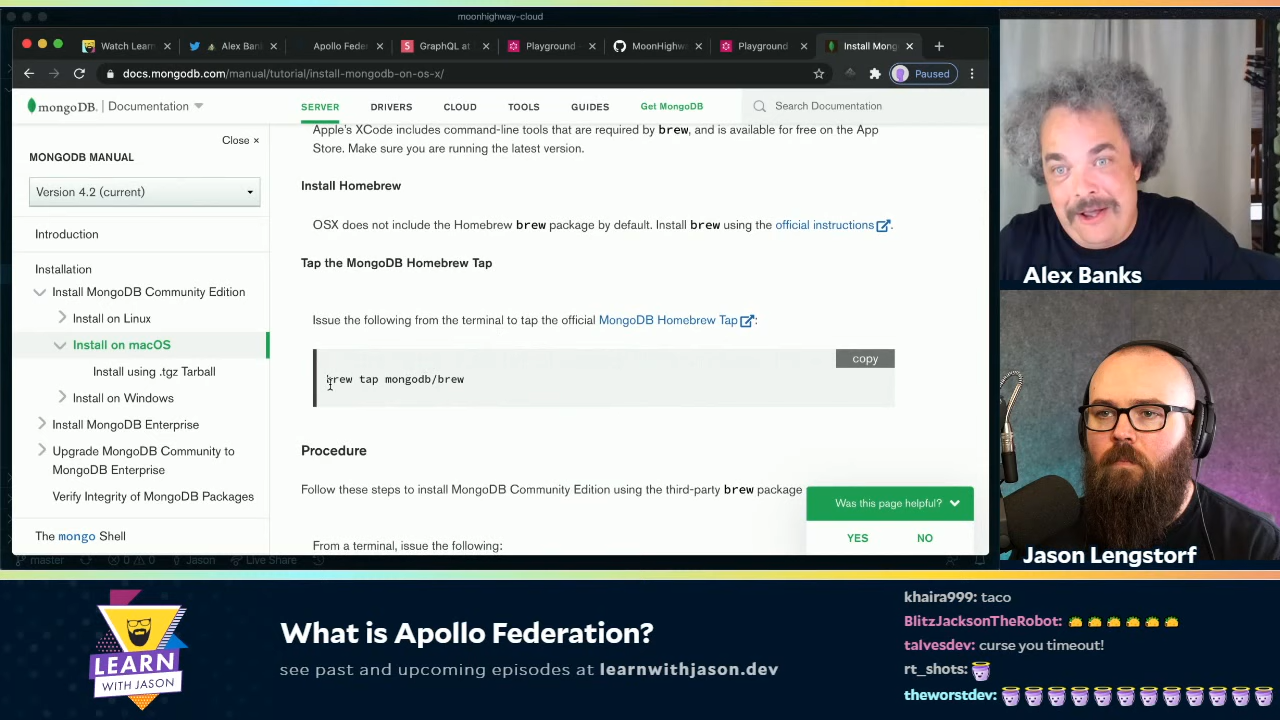 moonhighway-cloud
Watch Learn
Alex Ban
Apollo Feder
GraphQL at
Playground
MoonHighw
Playground
Install Mong
docs.mongodb.com/manual/tutorial/install-mongodb-on-os-x/
Paused
mongoDB. Documentation
SERVER DRIVERS CLOUD TOOLS GUIDES Get MongoDB
Search Documentation
Close ×
MONGODB MANUAL
Version 4.2 (current)
Introduction
Installation
Install MongoDB Community Edition
Install on Linux
Install on macOS
Install using .tgz Tarball
Install on Windows
Install MongoDB Enterprise
Upgrade MongoDB Community to
MongoDB Enterprise
Verify Integrity of MongoDB Packages
The mongo Shell
Apple's XCode includes command-line tools that are required by brew, and is available for free on the App
Store. Make sure you are running the latest version.
Install Homebrew
OSX does not include the Homebrew brew package by default. Install brew using the official instructions.
Tap the MongoDB Homebrew Tap
Issue the following from the terminal to tap the official MongoDB Homebrew Tap:
copy
brew tap mongodb/brew
Procedure
Follow these steps to install MongoDB Community Edition using the third-party brew package
From a terminal, issue the following:
Was this page helpful?
YES NO
master
0 0
Jason
Live Share
Alex Banks
Jason Lengstorf
LEARN
WITH JASON
What is Apollo Federation?
see past and upcoming episodes at learnwithjason.dev
khaira999: taco
BlitzJacksonTheRobot: 🌮🌮🌮🌮🌮🌮
talvesdev: curse you timeout!
rt_shots:
theworstdev: